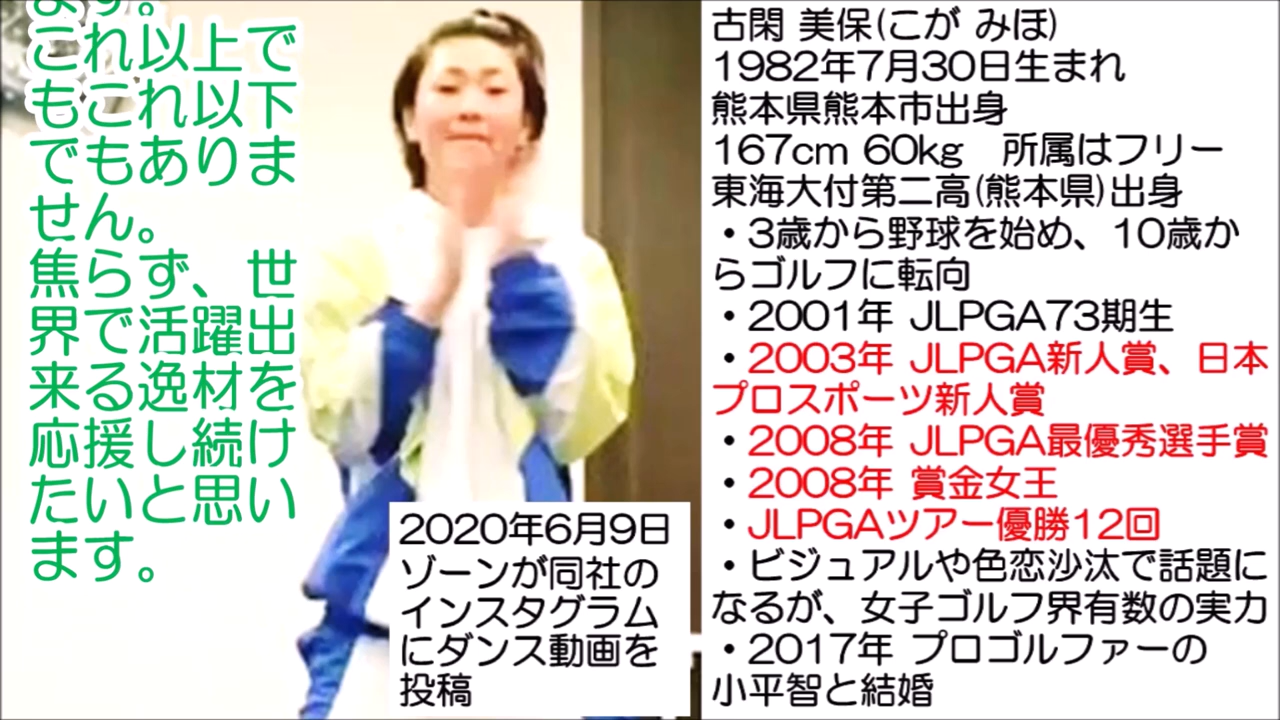 ます。
これ以上で
もこれ以下
でもありま
せん。
焦らず、世
界で活躍出
来る逸材を
応援し続け
たいと思い
ます。
2020年6月9日
ゾーンが同社の
インスタグラム
にダンス動画を
投稿
古閑 美保(こが みほ)
1982年7月30日生まれ
熊本県熊本市出身
167cm 60kg　所属はフリー
東海大付第二高(熊本県)出身
・3歳から野球を始め、10歳か
らゴルフに転向
・2001年 JLPGA73期生
・2003年 JLPGA新人賞、日本
プロスポーツ新人賞
・2008年 JLPGA最優秀選手賞
・2008年 賞金女王
・JLPGAツアー優勝12回
・ビジュアルや色恋沙汰で話題に
なるが、女子ゴルフ界有数の実力
・2017年 プロゴルファーの
小平智と結婚